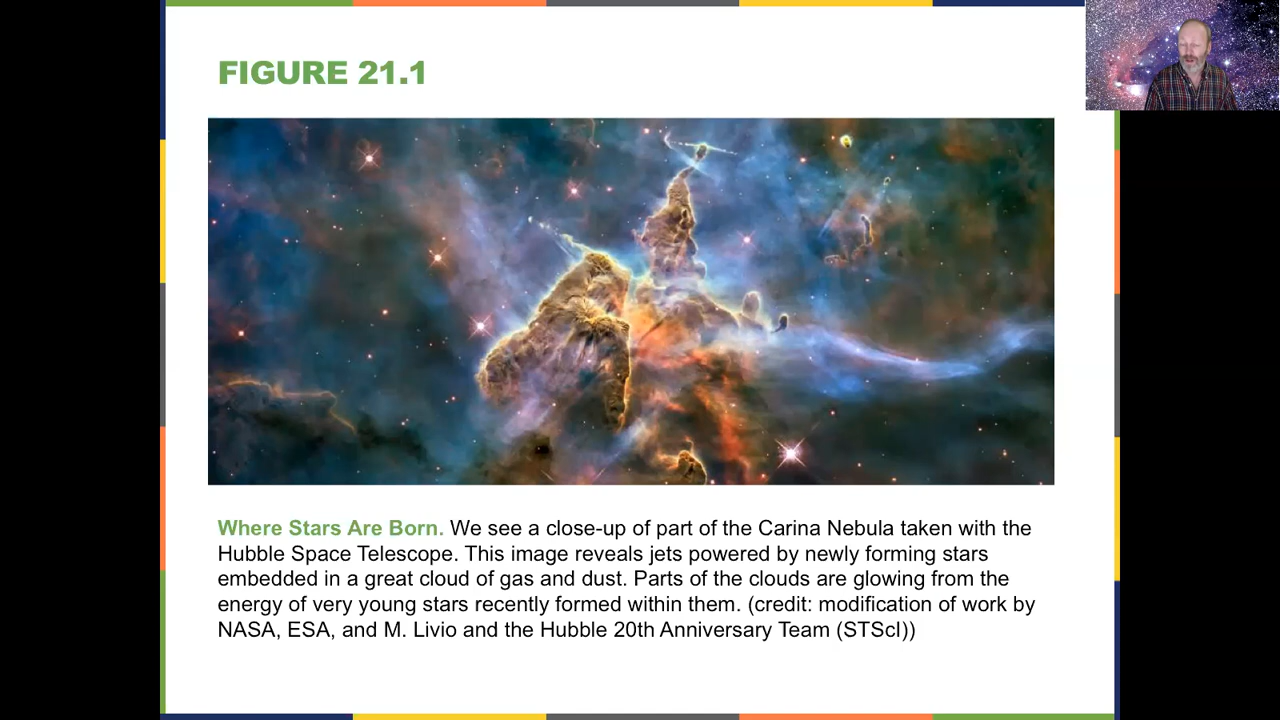 FIGURE 21.1
Where Stars Are Born. We see a close-up of part of the Carina Nebula taken with the
Hubble Space Telescope. This image reveals jets powered by newly forming stars
embedded in a great cloud of gas and dust. Parts of the clouds are glowing from the
energy of very young stars recently formed within them. (credit: modification of work by
NASA, ESA, and M. Livio and the Hubble 20th Anniversary Team (STScI))